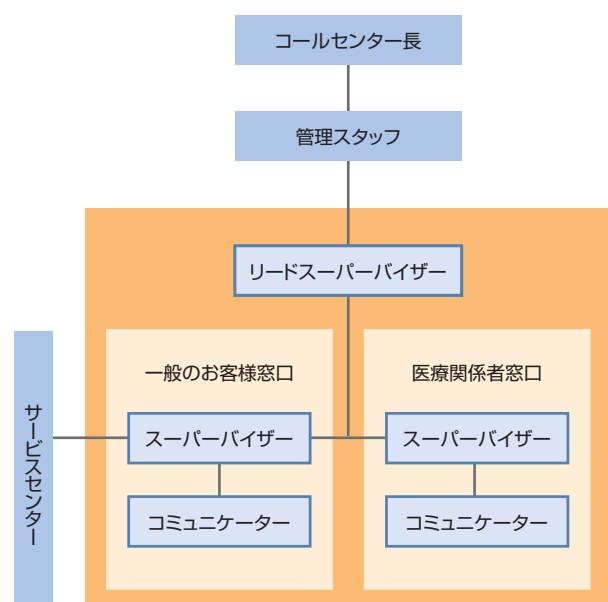 コールセンター長
管理スタッフ
リードスーパーバイザー
一般のお客様窓口
医療関係者窓口
サービスセンター
スーパーバイザー
スーパーバイザー
コミュニケーター
コミュニケーター